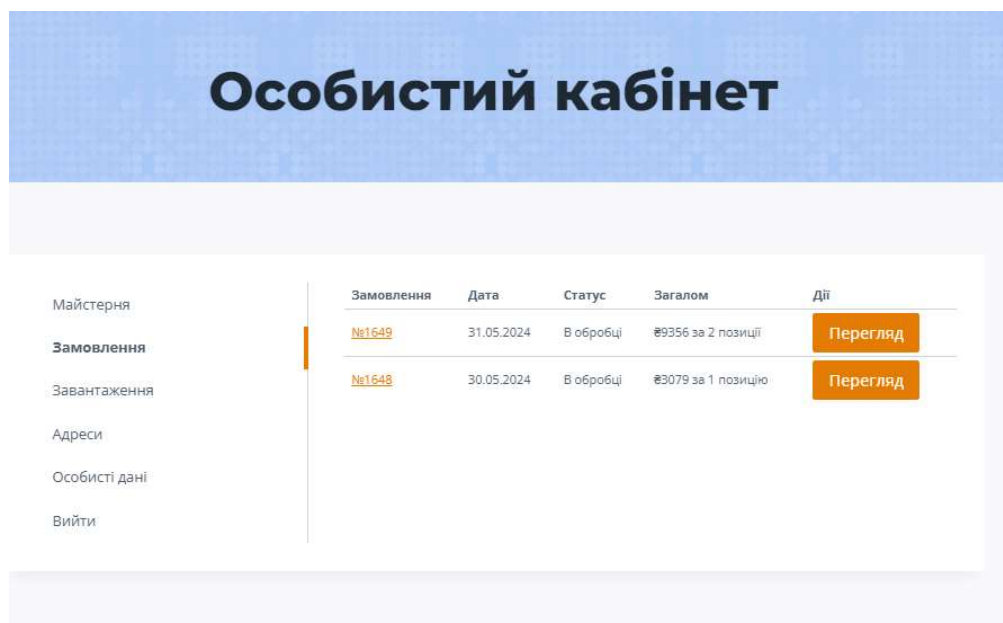 Особистий кабінет
Майстерня
Замовлення
Завантаження
Адреси
Особисті дані
Вийти
Замовлення Дата Статус Загалом Дії
№1649 31.05.2024 В обробці ₴9356 за 2 позиції Перегляд
№1648 30.05.2024 В обробці ₴3079 за 1 позицію Перегляд